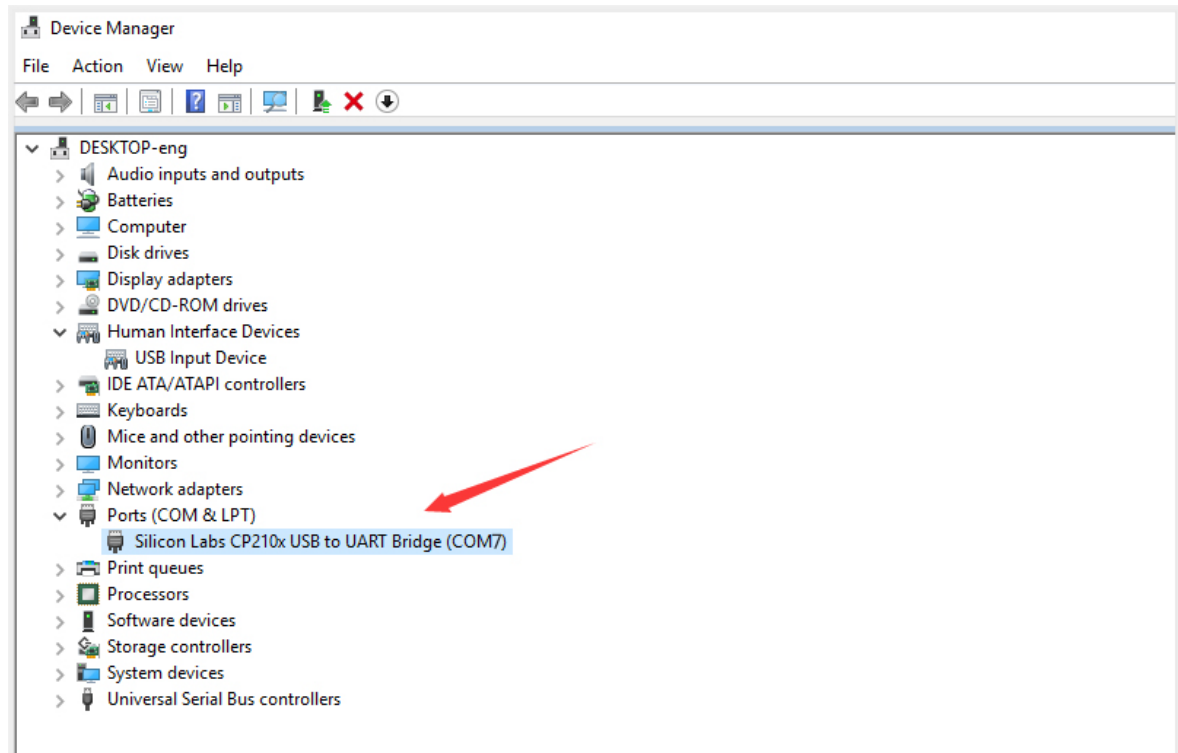 Device Manager
File Action View Help
DESKTOP-eng
Audio inputs and outputs
Batteries
Computer
Disk drives
Display adapters
DVD/CD-ROM drives
Human Interface Devices
USB Input Device
IDE ATA/ATAPI controllers
Keyboards
Mice and other pointing devices
Monitors
Network adapters
Ports (COM & LPT)
Silicon Labs CP210x USB to UART Bridge (COM7)
Print queues
Processors
Software devices
Storage controllers
System devices
Universal Serial Bus controllers